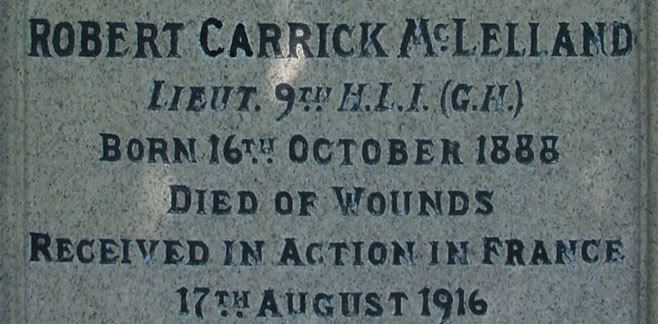 ROBERT CARRICK McLELLAND
LIEUT. 9TH H.L.I. (G.H.)
BORN 16TH OCTOBER 1888
DIED OF WOUNDS
RECEIVED IN ACTION IN FRANCE
17TH AUGUST 1916